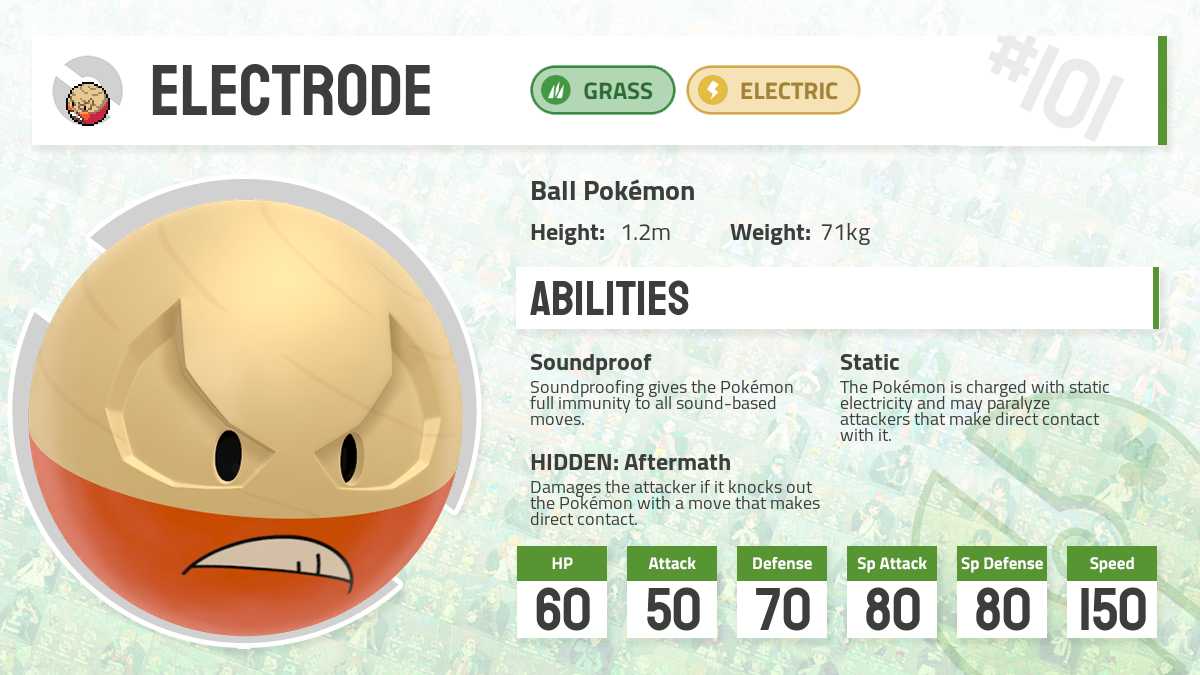 ELECTRODE
GRASS
ELECTRIC
#101
Ball Pokémon
Height: 1.2m
Weight: 71kg
ABILITIES
Soundproof
Soundproofing gives the Pokémon
full immunity to all sound-based
moves.
Static
The Pokémon is charged with static
electricity and may paralyze
attackers that make direct contact
with it.
HIDDEN: Aftermath
Damages the attacker if it knocks out
the Pokémon with a move that makes
direct contact.
HP
Attack
Defense
Sp Attack
Sp Defense
Speed
60
50
70
80
80
150